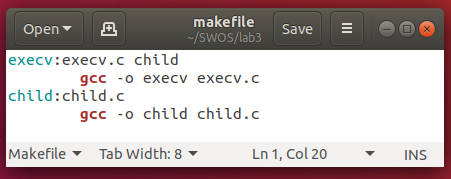 Open makefile Save
~/SWOS/lab3
execv:execv.c child
gcc -o execv execv.c
child:child.c
gcc -o child child.c
Makefile Tab Width: 8 Ln 1, Col 20 INS